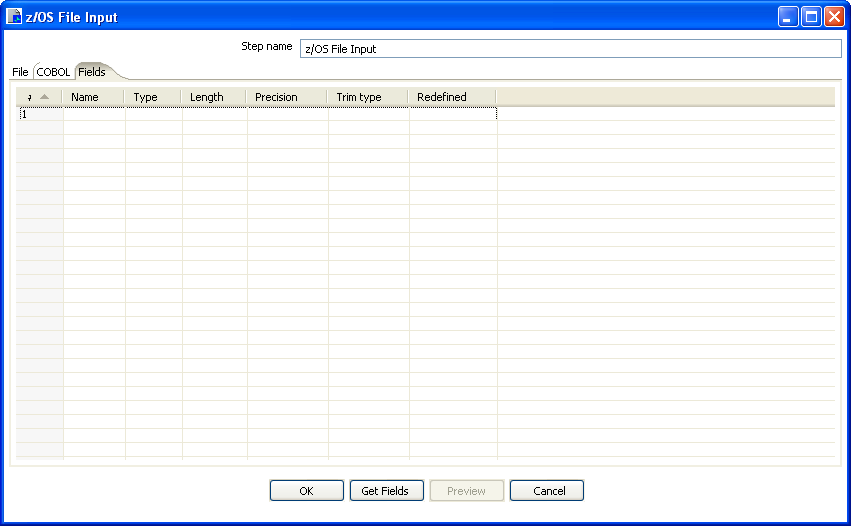 z/OS File Input
Step name z/OS File Input
File COBOL Fields
# Name Type Length Precision Trim type Redefined
1
OK Get Fields Preview Cancel